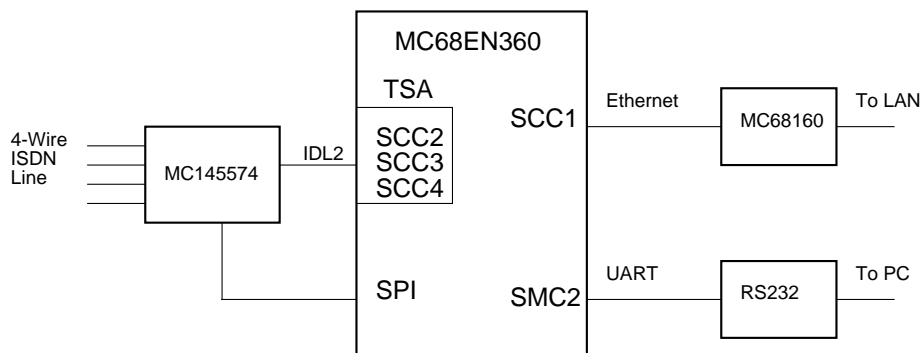 MC68EN360
TSA
SCC2
SCC3
SCC4
SCC1
Ethernet
MC68160
To LAN
4-Wire
ISDN
Line
MC145574
IDL2
SPI
SMC2
UART
RS232
To PC